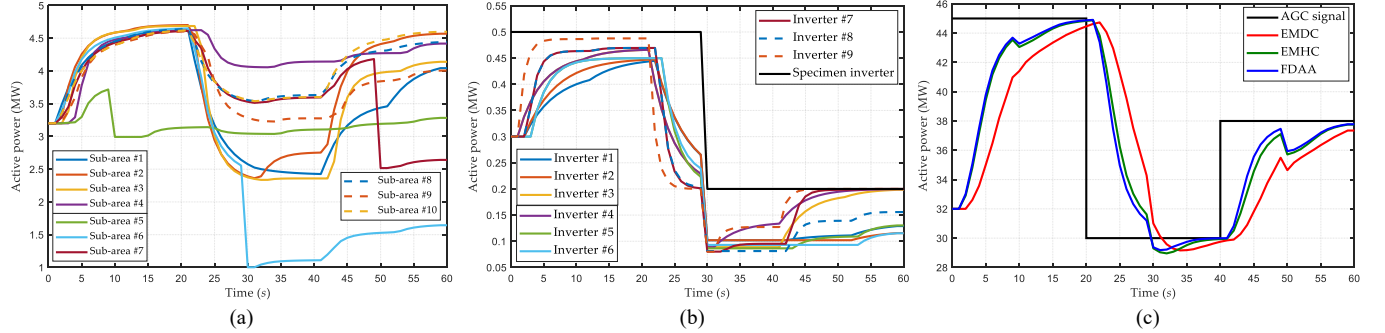 Active power (MW)
5
4.5
4
3.5
3
2.5
2
1.5
1
0 5 10 15 20 25 30 35 40 45 50 55 60
Time (s)
Sub-area #1
Sub-area #2
Sub-area #3
Sub-area #4
Sub-area #5
Sub-area #6
Sub-area #7
Sub-area #8
Sub-area #9
Sub-area #10
(a)
Active power (MW)
0.55
0.5
0.45
0.4
0.35
0.3
0.25
0.2
0.15
0.1
0.05
0 5 10 15 20 25 30 35 40 45 50 55 60
Time (s)
Inverter #7
Inverter #8
Inverter #9
Specimen inverter
Inverter #1
Inverter #2
Inverter #3
Inverter #4
Inverter #5
Inverter #6
(b)
Active power (MW)
46
44
42
40
38
36
34
32
30
28
0 5 10 15 20 25 30 35 40 45 50 55 60
Time (s)
AGC signal
EMDC
EMHC
FDAA
(c)